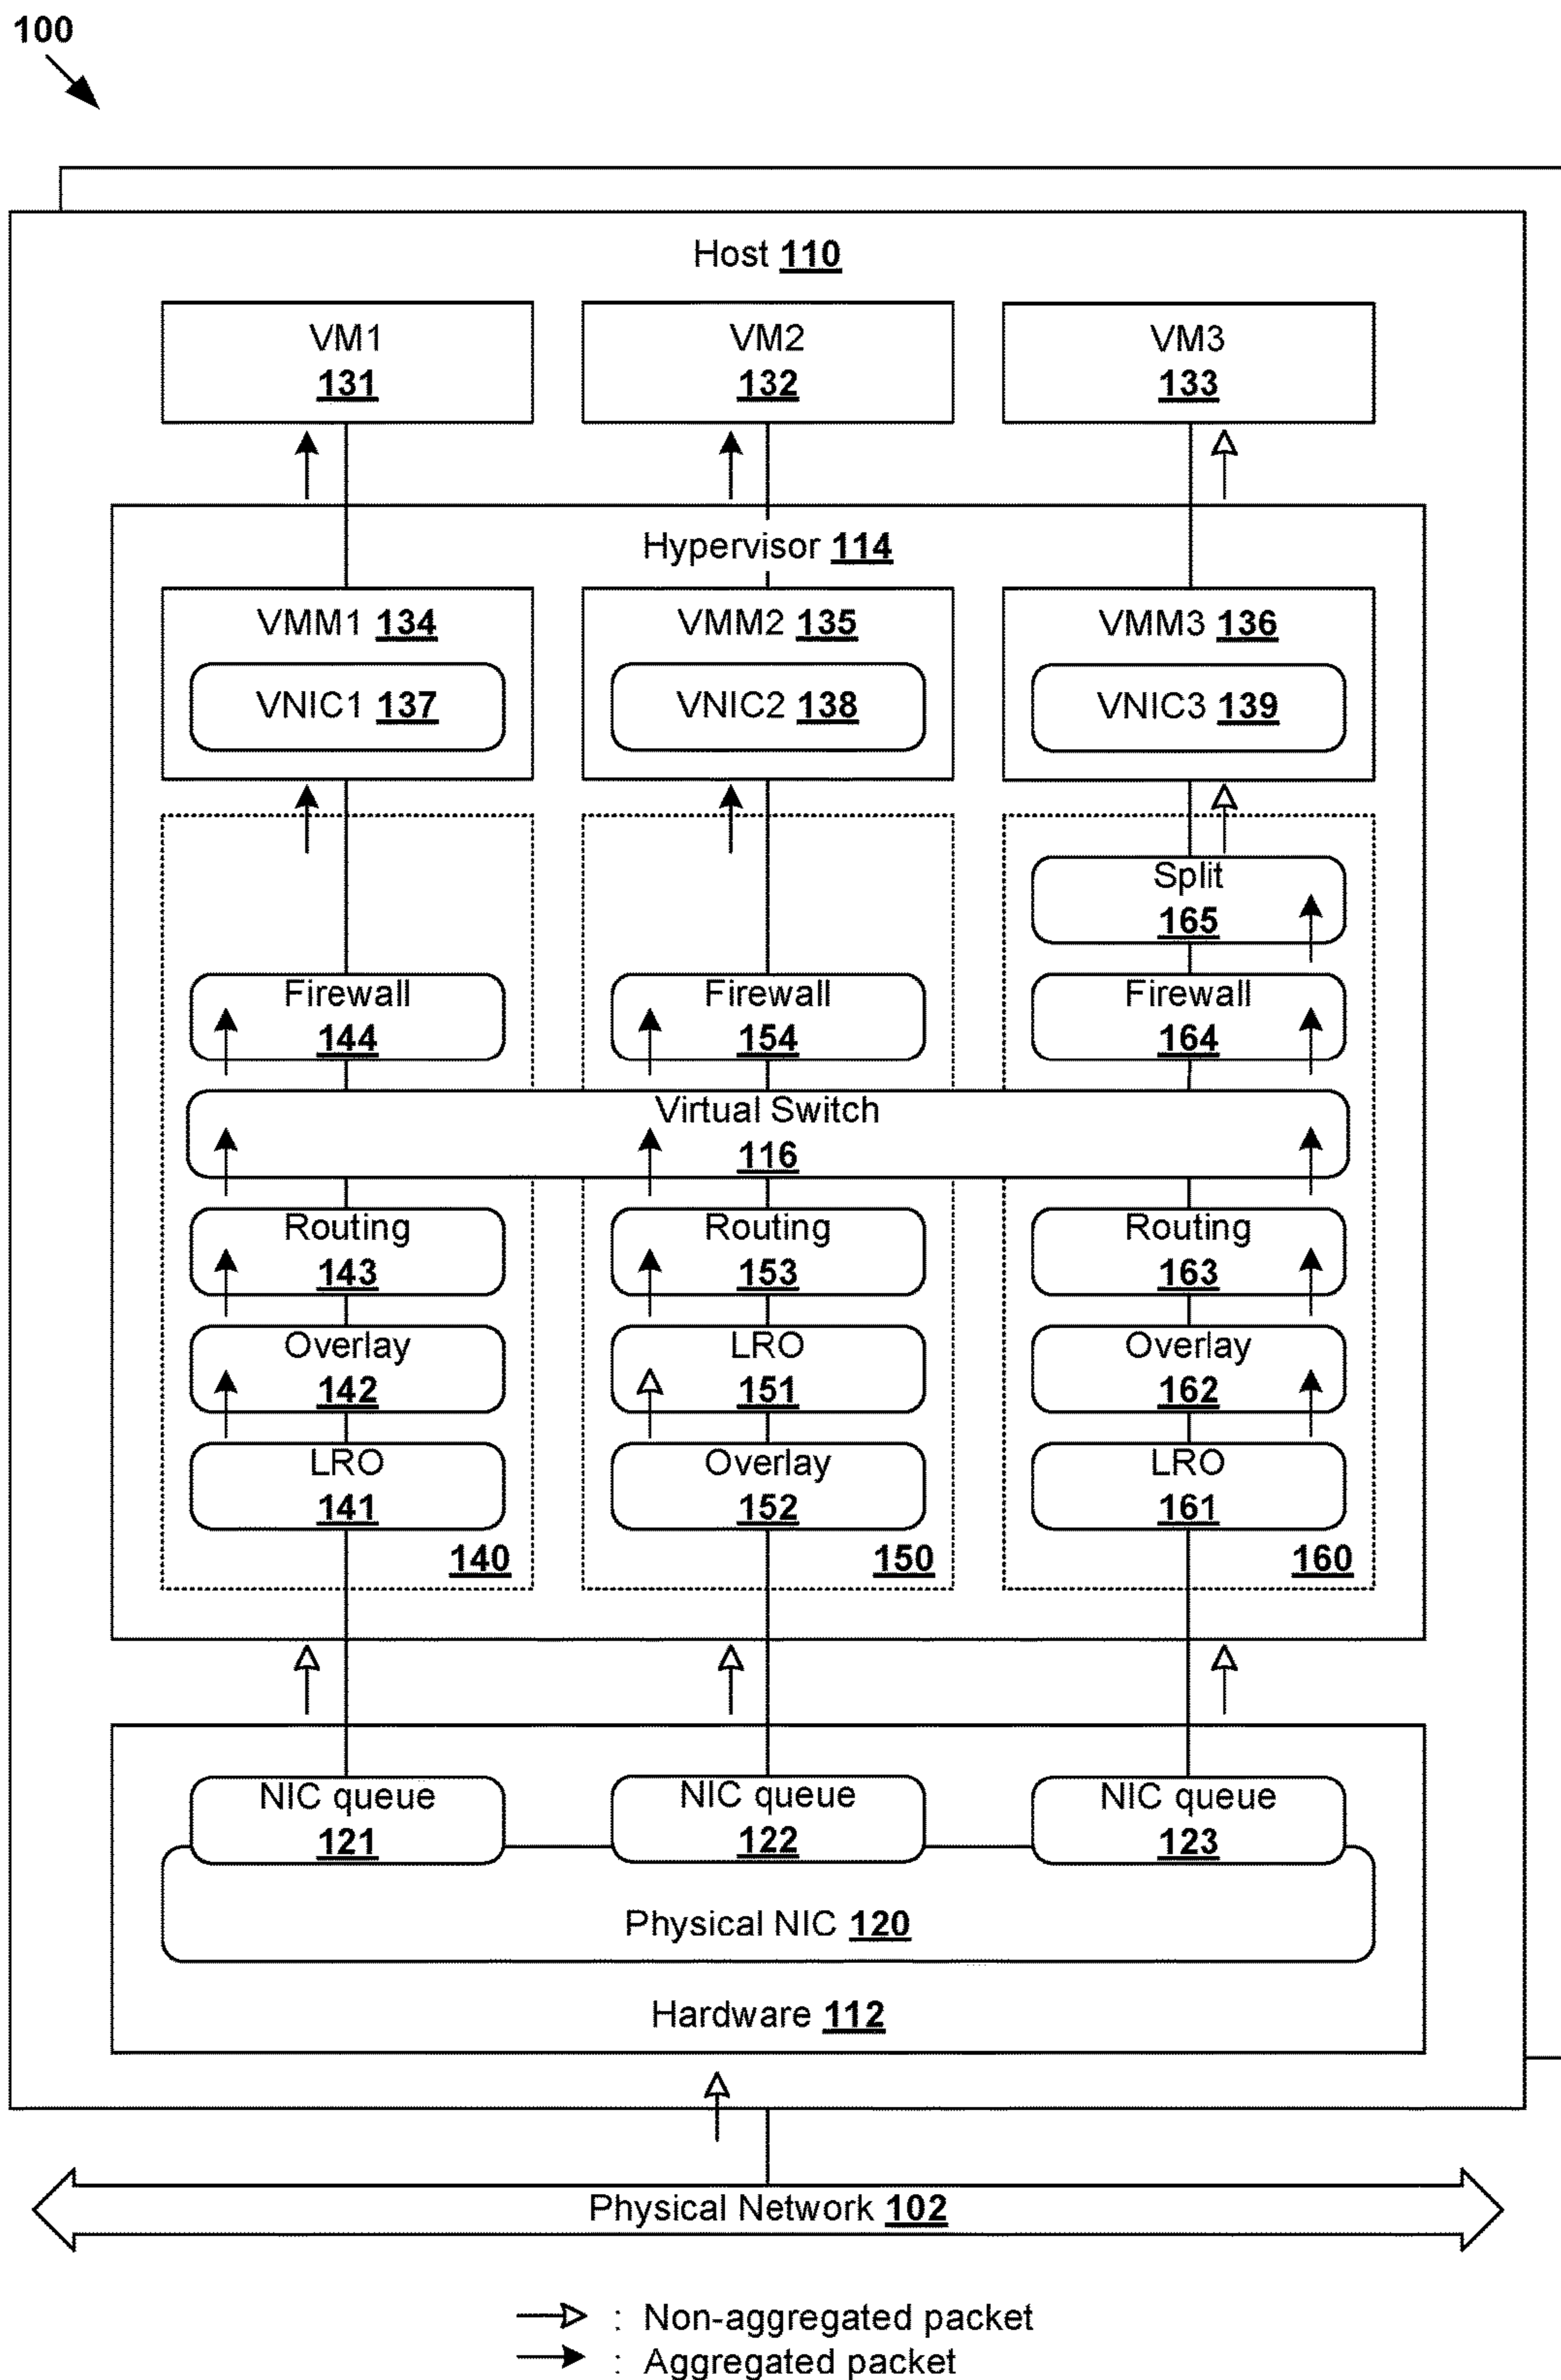 100
Host 110
VM1
131
VM2
132
VM3
133
Hypervisor 114
VMM1 134
VNIC1 137
VMM2 135
VNIC2 138
VMM3 136
VNIC3 139
Split
165
Firewall
144
Firewall
154
Firewall
164
Virtual Switch
116
Routing
143
Routing
153
Routing
163
Overlay
142
LRO
151
Overlay
162
LRO
141
Overlay
152
LRO
161
140
150
160
NIC queue
121
NIC queue
122
NIC queue
123
Physical NIC 120
Hardware 112
Physical Network 102
: Non-aggregated packet
: Aggregated packet